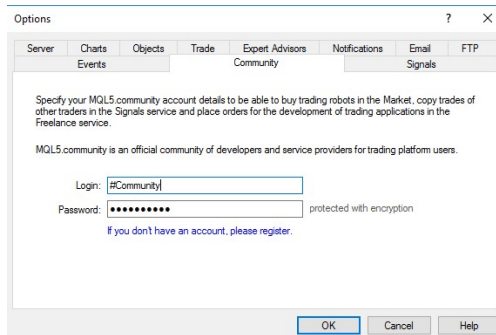 Options
? ×
Server Charts Objects Trade Expert Advisors Notifications Email FTP
Events Community Signals
Specify your MQL5.community account details to be able to buy trading robots in the Market, copy trades of
other traders in the Signals service and place orders for the development of trading applications in the
Freelance service.
MQL5.community is an official community of developers and service providers for trading platform users.
Login: #Community
Password: ●●●●●●●●●● protected with encryption
If you don't have an account, please register.
OK Cancel Help